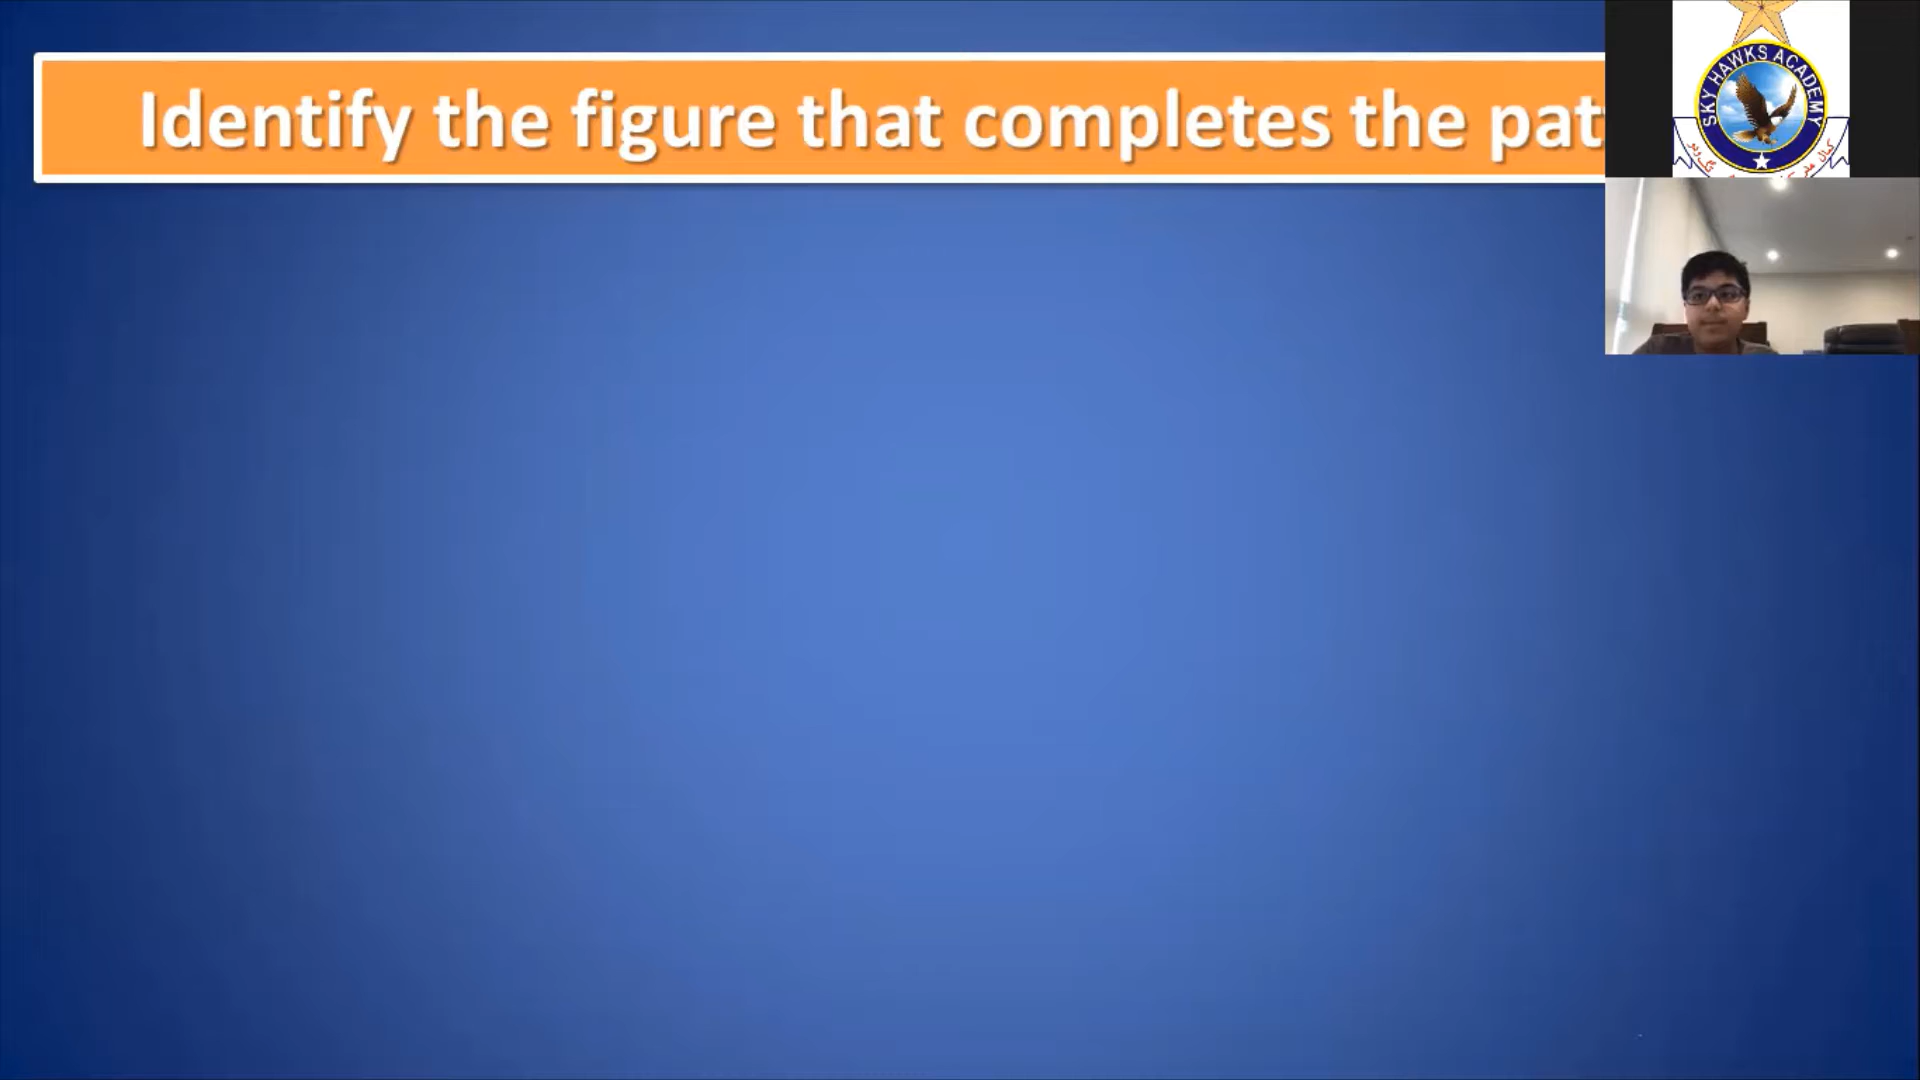 Identify the figure that completes the pat
SKY HAWKS ACADEMY